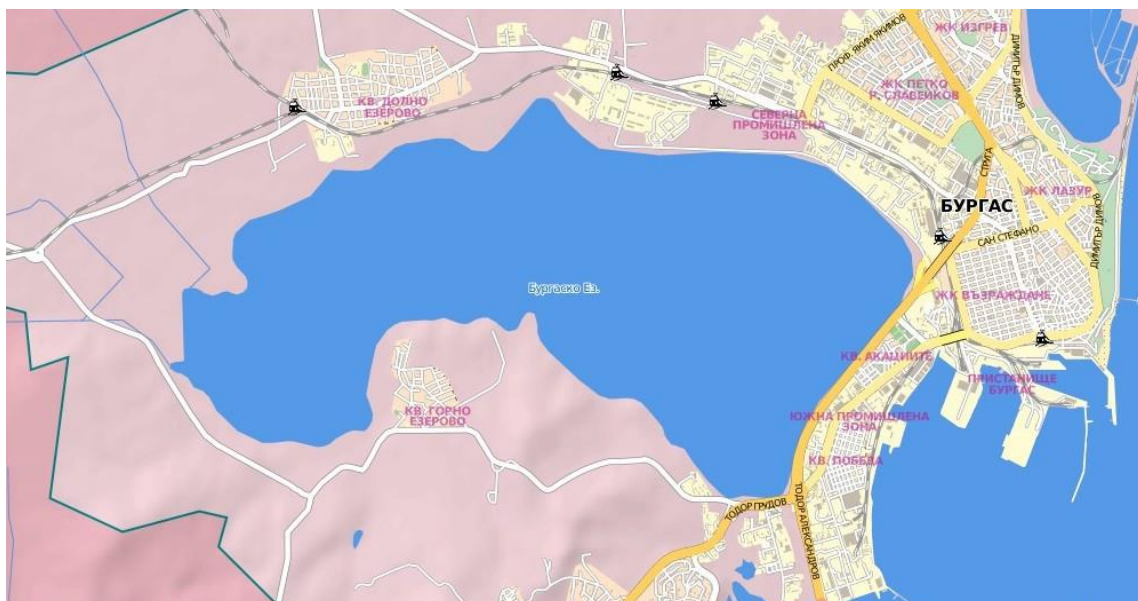 ЖК ИЗГРЕВ
ПРОФ. ЯКИМ ЯКИМОВ
ДИМИТЪР ДИМОВ
ЖК ПЕТКО
Р. СЛАВЕЙКОВ
КВ. ДОЛНО
ЕЗЕРОВО
СЕВЕРНА
ПРОМИШЛЕНА
ЗОНА
СТРУГА
ЖК ЛАЗУР
БУРГАС
САН СТЕФАНО
ДИМИТЪР ДИМОВ
Бургаско Ез.
ЖК ВЪЗРАЖДАНЕ
КВ. АКАЦИИТЕ
ПРИСТАНИЩЕ
БУРГАС
КВ. ГОРНО
ЕЗЕРОВО
ЮЖНА ПРОМИШЛЕНА
ЗОНА
КВ. ПОБЕДА
ТОДОР ГРУДОВ
ТОДОР АЛЕКСАНДРОВ